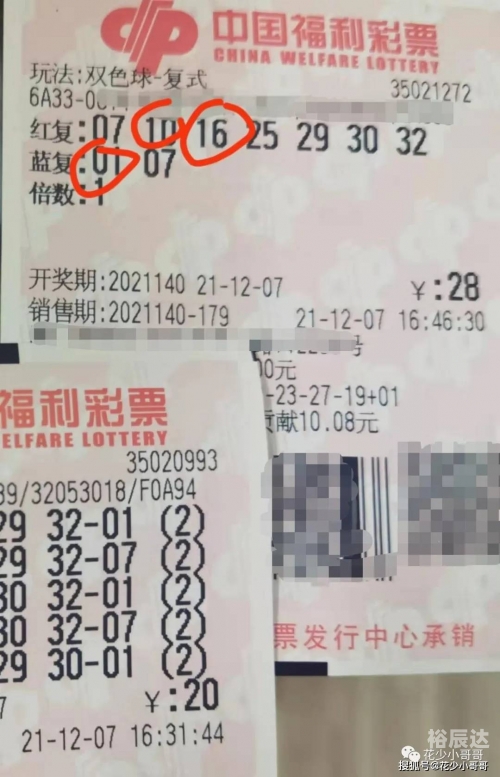 中国福利彩票
CHINA WELFARE LOTTERY
玩法:双色球-复式
35021272
红复:07 10 16 25 29 30 32
蓝复:01 07
倍数:1
开奖期:2021140 21-12-07 ¥:28
销售期:2021140-179 21-12-07 16:46:30
号
00元
-23-27-19+01
贡献10.08元
票发行中心承销
福利彩票
WELFARE LOTTERY
35020993
89/32053018/F0A94
29 32-01 (2)
29 32-07 (2)
30 32-01 (2)
30 32-07 (2)
29 30-01 (2)
¥:20
7
21-12-07 16:31:44
裕辰达
花少小哥哥
搜狐号@花少小哥哥